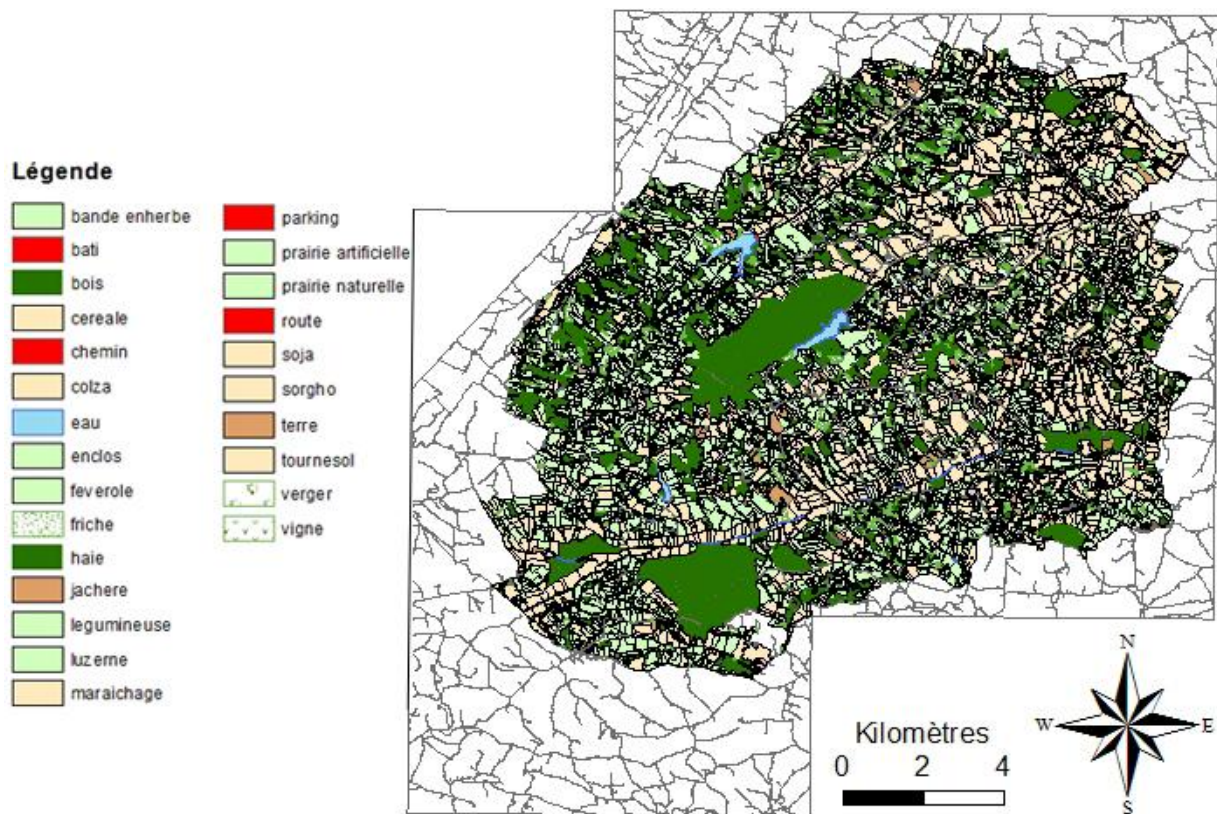 Légende
bande enherbe
bati
bois
cereale
chemin
colza
eau
enclos
feverole
friche
haie
jachere
legumineuse
luzerne
maraichage
parking
prairie artificielle
prairie naturelle
route
soja
sorgho
terre
tournesol
verger
vigne
Kilomètres
0 2 4
N
W E
S